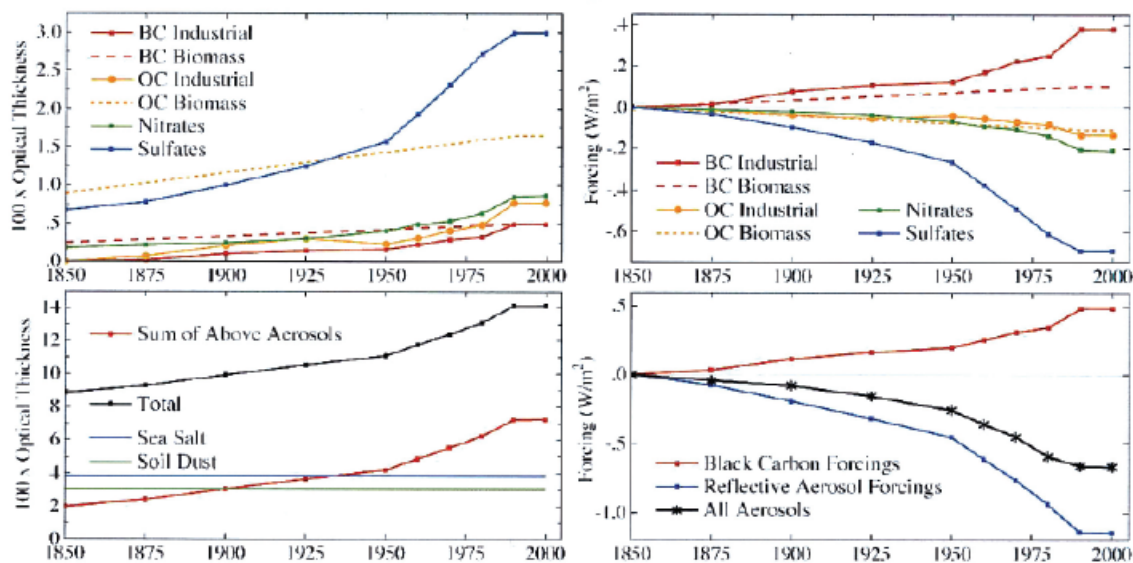 3.0
2.5
2.0
1.5
1.0
.5
0
100 x Optical Thickness
BC Industrial
BC Biomass
OC Industrial
OC Biomass
Nitrates
Sulfates
1850 1875 1900 1925 1950 1975 2000
.+
.2
.0
-.2
-.4
-.6
Forcing (W/m²)
BC Industrial
BC Biomass
OC Industrial
OC Biomass
Nitrates
Sulfates
1850 1875 1900 1925 1950 1975 2000
14
12
10
8
6
4
2
0
100 x Optical Thickness
Sum of Above Aerosols
Total
Sea Salt
Soil Dust
1850 1875 1900 1925 1950 1975 2000
.5
.0
-.5
-1.0
Forcing (W/m²)
Black Carbon Forcings
Reflective Aerosol Forcings
All Aerosols
1850 1875 1900 1925 1950 1975 2000